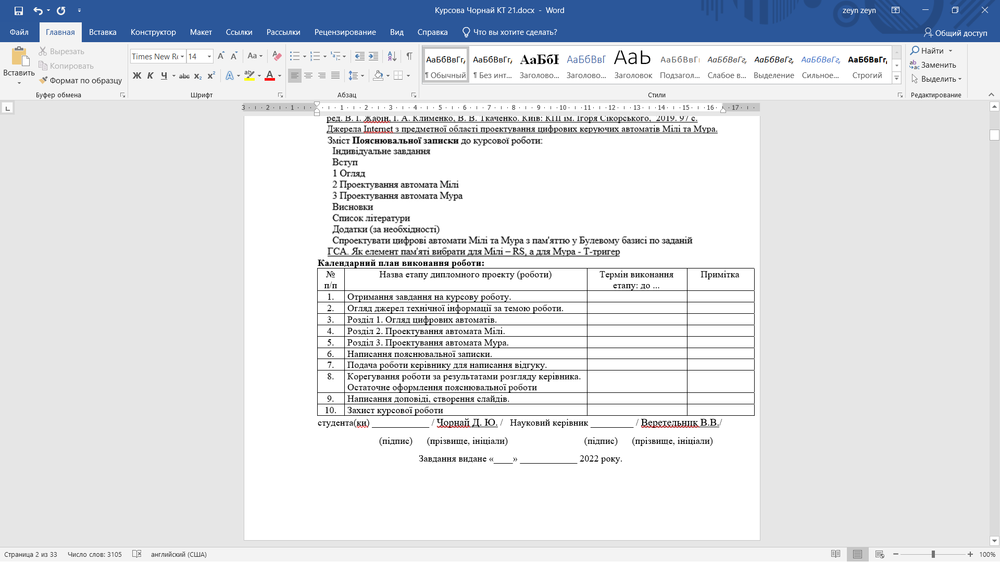 Курсова Чорнай КТ 21.docx - Word
zeyn zeyn
Файл Главная Вставка Конструктор Макет Ссылки Рассылки Рецензирование Вид Справка Что вы хотите сделать? Общий доступ
Вставить
Вырезать
Копировать
Формат по образцу
Буфер обмена
Times New Rc 14
Шрифт
Абзац
АаБбВвГг, АаБбВвГг, АаБбІ АаБбВвГ АаЬ АаБбВвГг АаБбВвГг, АаБбВвГг, АаБбВвГг, АаБбВвГг,
¶ Обычный ¶ Без инт... Заголово... Заголово... Заголовок Подзагол... Слабое в... Выделение Сильное... Строгий
Стили
Найти
Заменить
Выделить
Редактирование
3 2 1 1 2 3 4 5 6 7 8 9 10 11 12 13 14 15 16 17
ред. В. І. Жабін, І. А. Клименко, В. В. Ткаченко. Київ: КПІ ім. Ігоря Сікорського, 2019. 97 с.
Джерела Internet з предметної області проектування цифрових керуючих автоматів Мілі та Мура.
Зміст Пояснювальної записки до курсової роботи:
Індивідуальне завдання
Вступ
1 Огляд
2 Проектування автомата Мілі
3 Проектування автомата Мура
Висновки
Список літератури
Додатки (за необхідності)
Спроектувати цифрові автомати Мілі та Мура з пам'яттю у Булевому базисі по заданій
ГСА. Як елемент пам'яті вибрати для Мілі – RS, а для Мура - Т-тригер
Календарний план виконання роботи:
№ п/п Назва етапу дипломного проекту (роботи) Термін виконання етапу: до ... Примітка
1. Отримання завдання на курсову роботу.
2. Огляд джерел технічної інформації за темою роботи.
3. Розділ 1. Огляд цифрових автоматів.
4. Розділ 2. Проектування автомата Мілі.
5. Розділ 3. Проектування автомата Мура.
6. Написання пояснювальної записки.
7. Подача роботи керівнику для написання відгуку.
8. Корегування роботи за результатами розгляду керівника.
Остаточне оформлення пояснювальної роботи
9. Написання доповіді, створення слайдів.
10. Захист курсової роботи
студента(ки) ____________ / Чорнай Д. Ю. / Науковий керівник _________ / Веретельник В.В./
(підпис) (прізвище, ініціали) (підпис) (прізвище, ініціали)
Завдання видане «____» ____________ 2022 року.
Страница 2 из 33 Число слов: 3105 английский (США) 100%